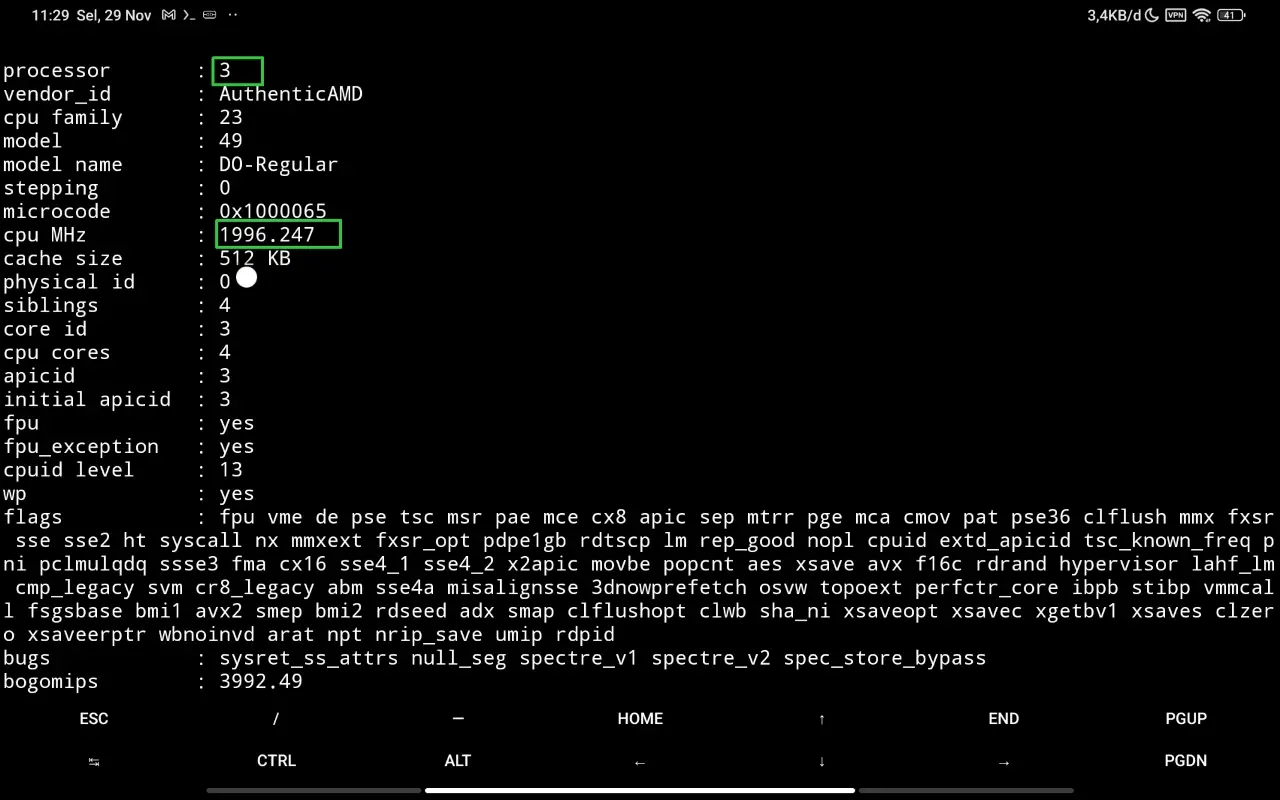 11:29 Sel, 29 Nov
3,4KB/d VPN 41
processor : 3
vendor_id : AuthenticAMD
cpu family : 23
model : 49
model name : DO-Regular
stepping : 0
microcode : 0x1000065
cpu MHz : 1996.247
cache size : 512 KB
physical id : 0
siblings : 4
core id : 3
cpu cores : 4
apicid : 3
initial apicid : 3
fpu : yes
fpu_exception : yes
cpuid level : 13
wp : yes
flags : fpu vme de pse tsc msr pae mce cx8 apic sep mtrr pge mca cmov pat pse36 clflush mmx fxsr
sse sse2 ht syscall nx mmxext fxsr_opt pdpe1gb rdtscp lm rep_good nopl cpuid extd_apicid tsc_known_freq p
ni pclmulqdq ssse3 fma cx16 sse4_1 sse4_2 x2apic movbe popcnt aes xsave avx f16c rdrand hypervisor lahf_lm
cmp_legacy svm cr8_legacy abm sse4a misalignsse 3dnowprefetch osvw topoext perfctr_core ibpb stibp vmmcal
l fsgsbase bmi1 avx2 smep bmi2 rdseed adx smap clflushopt clwb sha_ni xsaveopt xsavec xgetbv1 xsaves clzer
o xsaveerptr wbnoinvd arat npt nrip_save umip rdpid
bugs : sysret_ss_attrs null_seg spectre_v1 spectre_v2 spec_store_bypass
bogomips : 3992.49
ESC / — HOME ↑ END PGUP
↹ CTRL ALT ← ↓ → PGDN